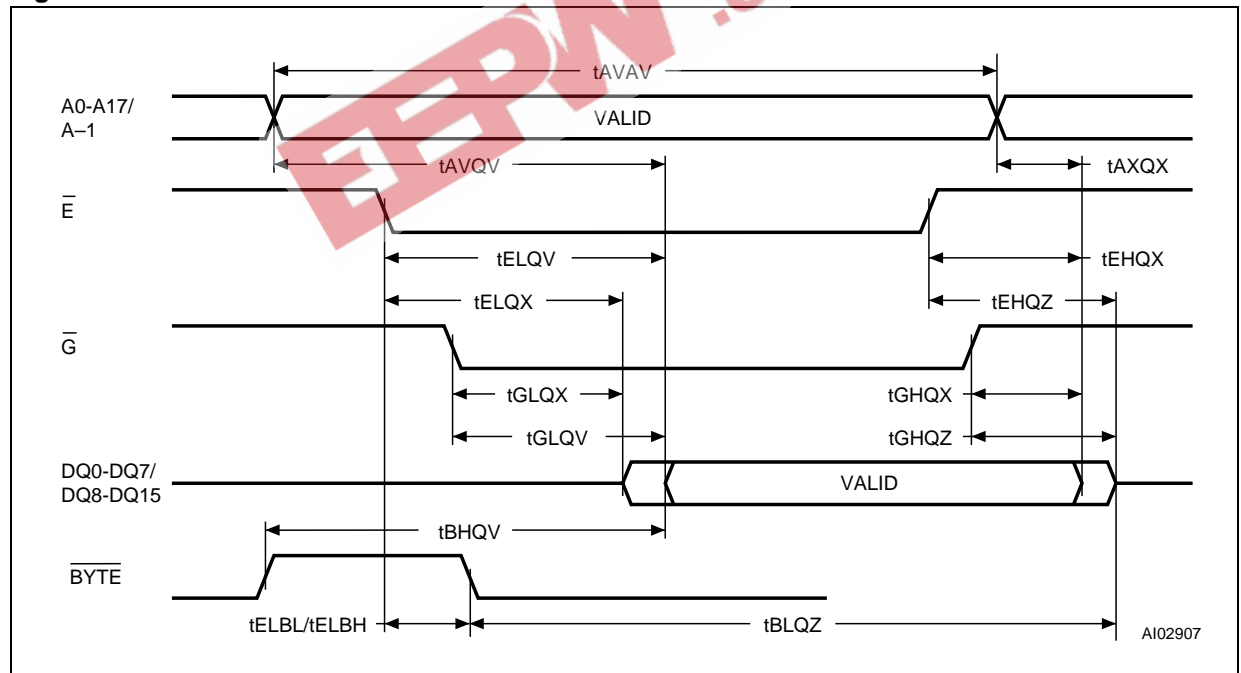 tAVAV
A0-A17/
A–1
VALID
tAVQV
tAXQX
E
tELQV
tEHQX
tELQX
tEHQZ
G
tGLQX
tGHQX
tGLQV
tGHQZ
DQ0-DQ7/
DQ8-DQ15
VALID
tBHQV
BYTE
tELBL/tELBH
tBLQZ
AI02907
EEPW